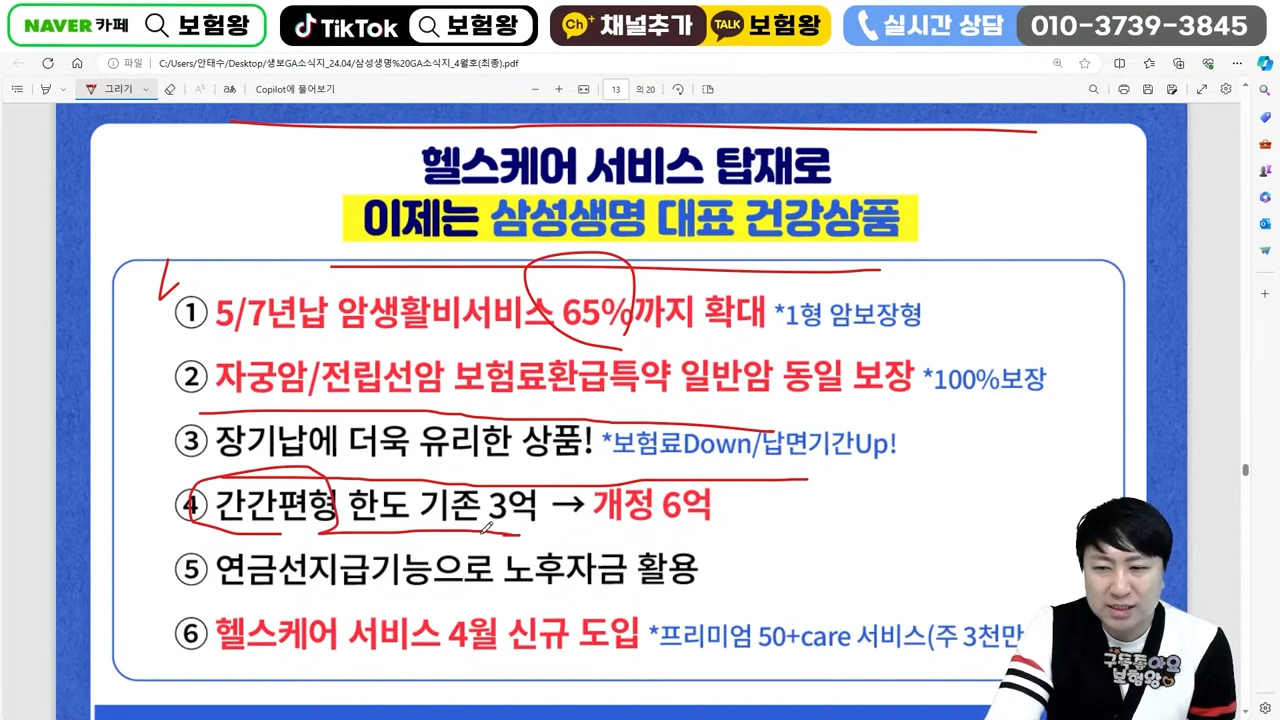 NAVER 카페 보험왕
TikTok 보험왕
Ch+ 채널추가 TALK 보험왕
실시간 상담 010-3739-3845
파일 C:/Users/안태수/Desktop/생보GA소식지_24.04/삼성생명%20GA소식지_4월호(최종).pdf
그리기 가あ Copilot에 묻어보기 13 의 20
헬스케어 서비스 탑재로
이제는 삼성생명 대표 건강상품
① 5/7년납 암생활비서비스 65%까지 확대 *1형 암보장형
② 자궁암/전립선암 보험료환급특약 일반암 동일 보장 *100%보장
③ 장기납에 더욱 유리한 상품! *보험료Down/납면기간Up!
④ 간간편형 한도 기존 3억 → 개정 6억
⑤ 연금선지급기능으로 노후자금 활용
⑥ 헬스케어 서비스 4월 신규 도입 *프리미엄 50+care 서비스(주 3천만
구독좋아요
보험왕